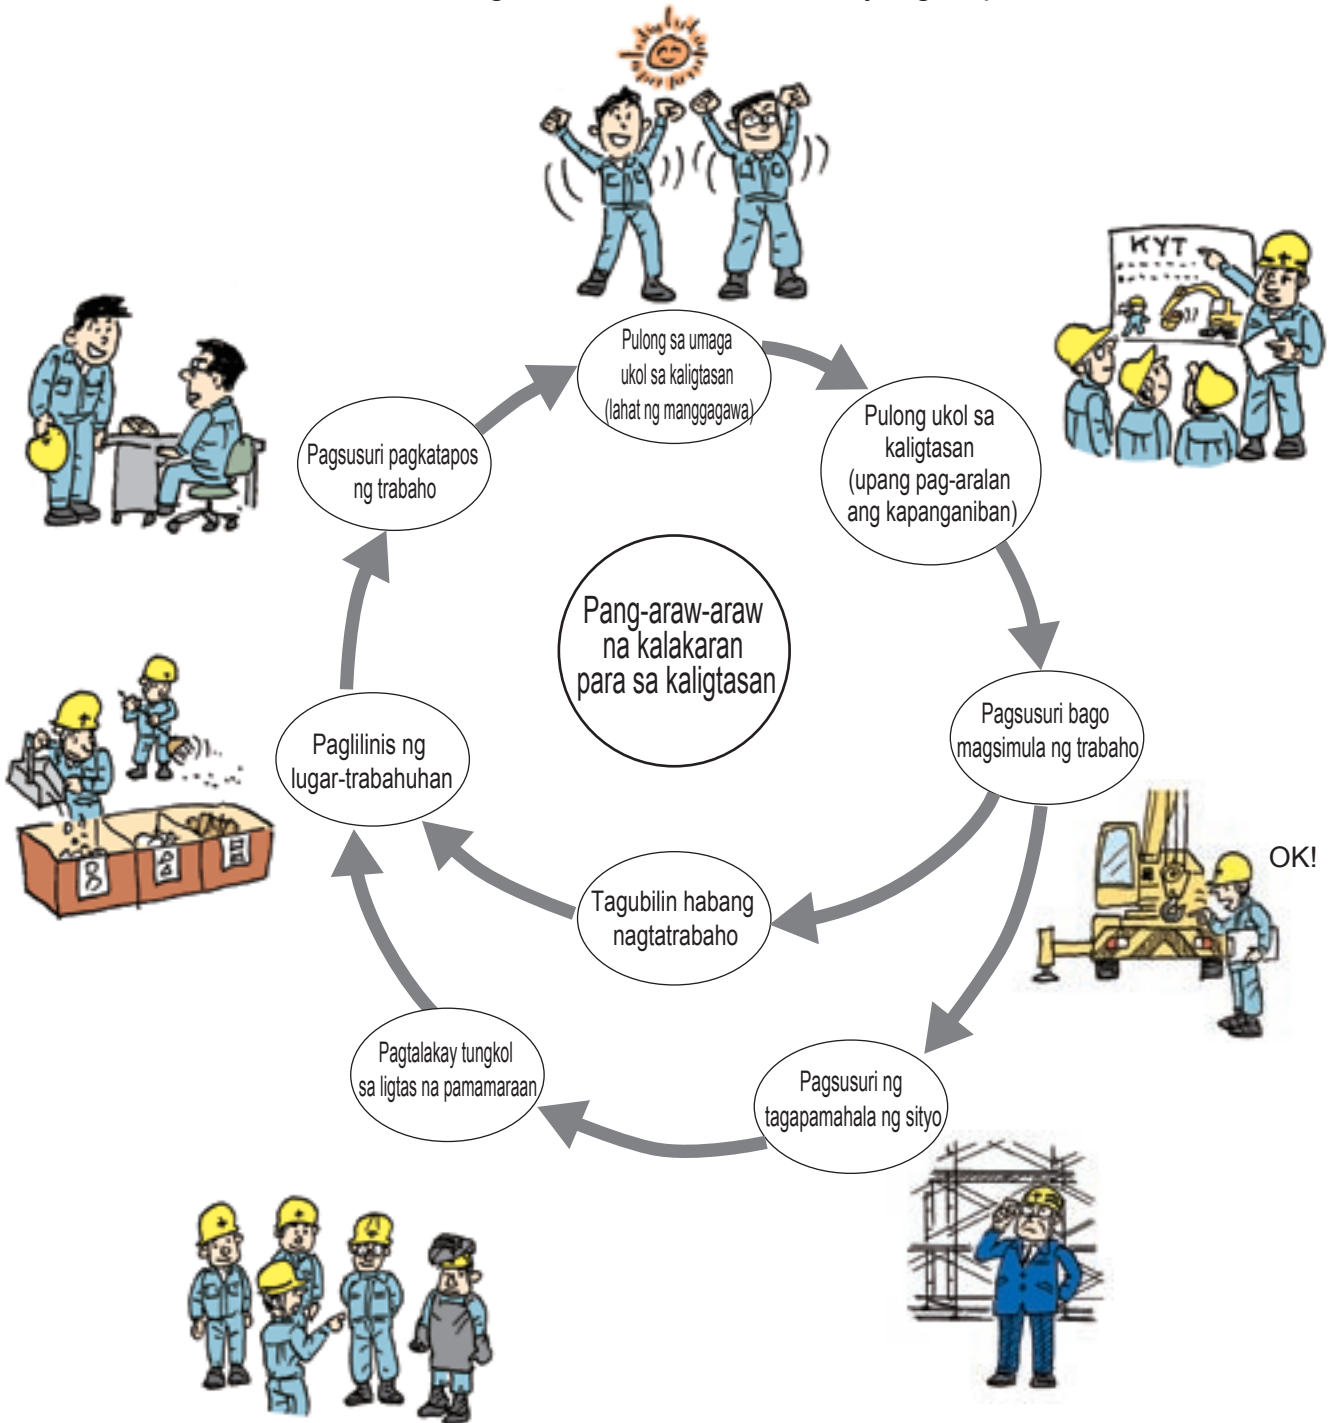 KYT
Pulong sa umaga
ukol sa kaligtasan
(lahat ng manggagawa)
Pulong ukol sa
kaligtasan
(upang pag-aralan
ang kapanganiban)
Pagsusuri pagkatapos
ng trabaho
Pang-araw-araw
na kalakaran
para sa kaligtasan
Pagsusuri bago
magsimula ng trabaho
Paglilinis ng
lugar-trabahuhan
OK!
Tagubilin habang
nagtatrabaho
Pagtalakay tungkol
sa ligtas na pamamaraan
Pagsusuri ng
tagapamahala ng sityo